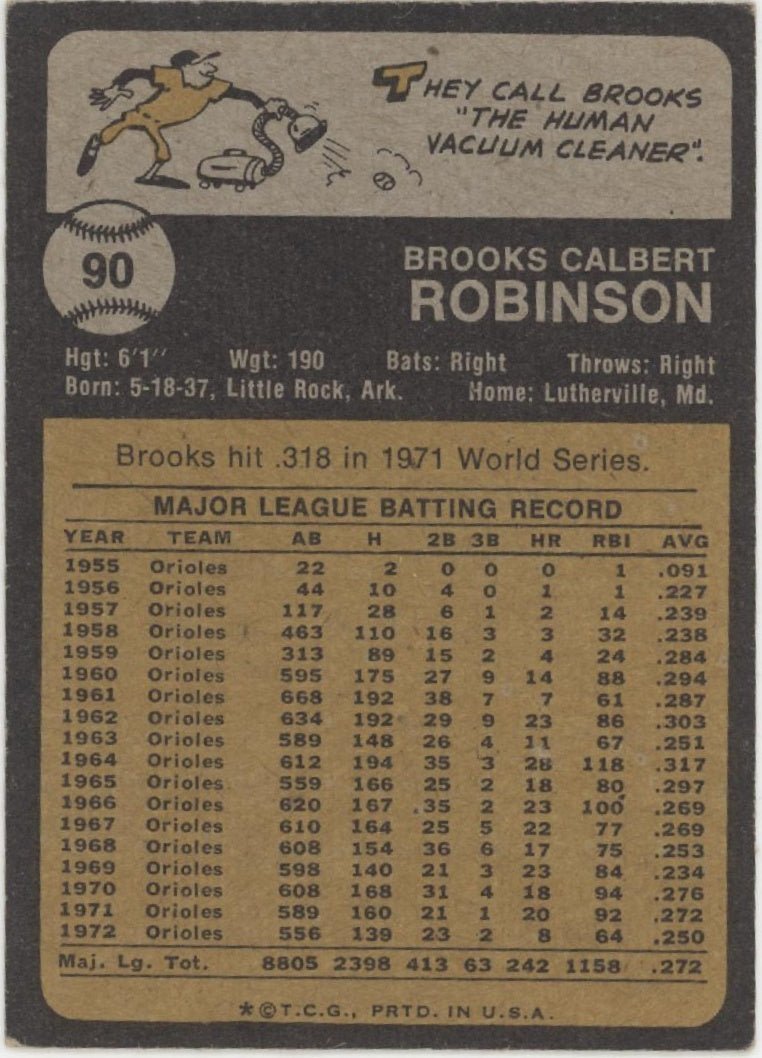 THEY CALL BROOKS
"THE HUMAN
VACUUM CLEANER".
90
BROOKS CALBERT
ROBINSON
Hgt: 6'1" Wgt: 190 Bats: Right Throws: Right
Born: 5-18-37, Little Rock, Ark. Home: Lutherville, Md.
Brooks hit .318 in 1971 World Series.
MAJOR LEAGUE BATTING RECORD
YEAR TEAM AB H 2B 3B HR RBI AVG
1955 Orioles 22 2 0 0 0 1 .091
1956 Orioles 44 10 4 0 1 1 .227
1957 Orioles 117 28 6 1 2 14 .239
1958 Orioles 463 110 16 3 3 32 .238
1959 Orioles 313 89 15 2 4 24 .284
1960 Orioles 595 175 27 9 14 88 .294
1961 Orioles 668 192 38 7 7 61 .287
1962 Orioles 634 192 29 9 23 86 .303
1963 Orioles 589 148 26 4 11 67 .251
1964 Orioles 612 194 35 3 28 118 .317
1965 Orioles 559 166 25 2 18 80 .297
1966 Orioles 620 167 35 2 23 100 .269
1967 Orioles 610 164 25 5 22 77 .269
1968 Orioles 608 154 36 6 17 75 .253
1969 Orioles 598 140 21 3 23 84 .234
1970 Orioles 608 168 31 4 18 94 .276
1971 Orioles 589 160 21 1 20 92 .272
1972 Orioles 556 139 23 2 8 64 .250
Maj. Lg. Tot. 8805 2398 413 63 242 1158 .272
*©T.C.G., PRTD. IN U.S.A.